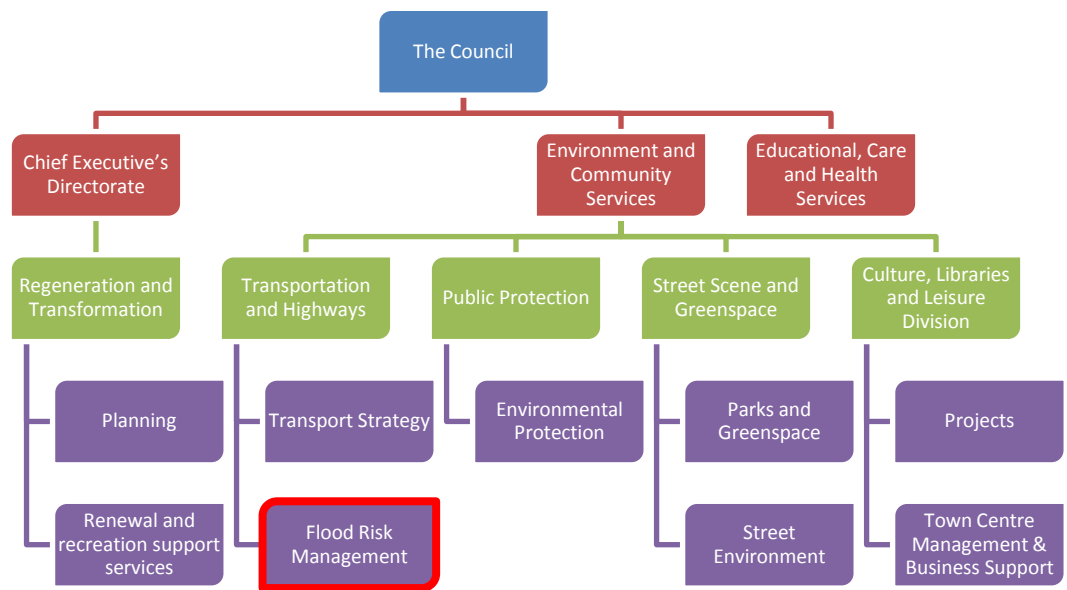 The Council
Chief Executive’s
Directorate
Environment and
Community
Services
Educational, Care
and Health
Services
Regeneration and
Transformation
Transportation
and Highways
Public Protection
Street Scene and
Greenspace
Culture, Libraries
and Leisure
Division
Planning
Transport Strategy
Environmental
Protection
Parks and
Greenspace
Projects
Renewal and
recreation support
services
Flood Risk
Management
Street
Environment
Town Centre
Management &
Business Support